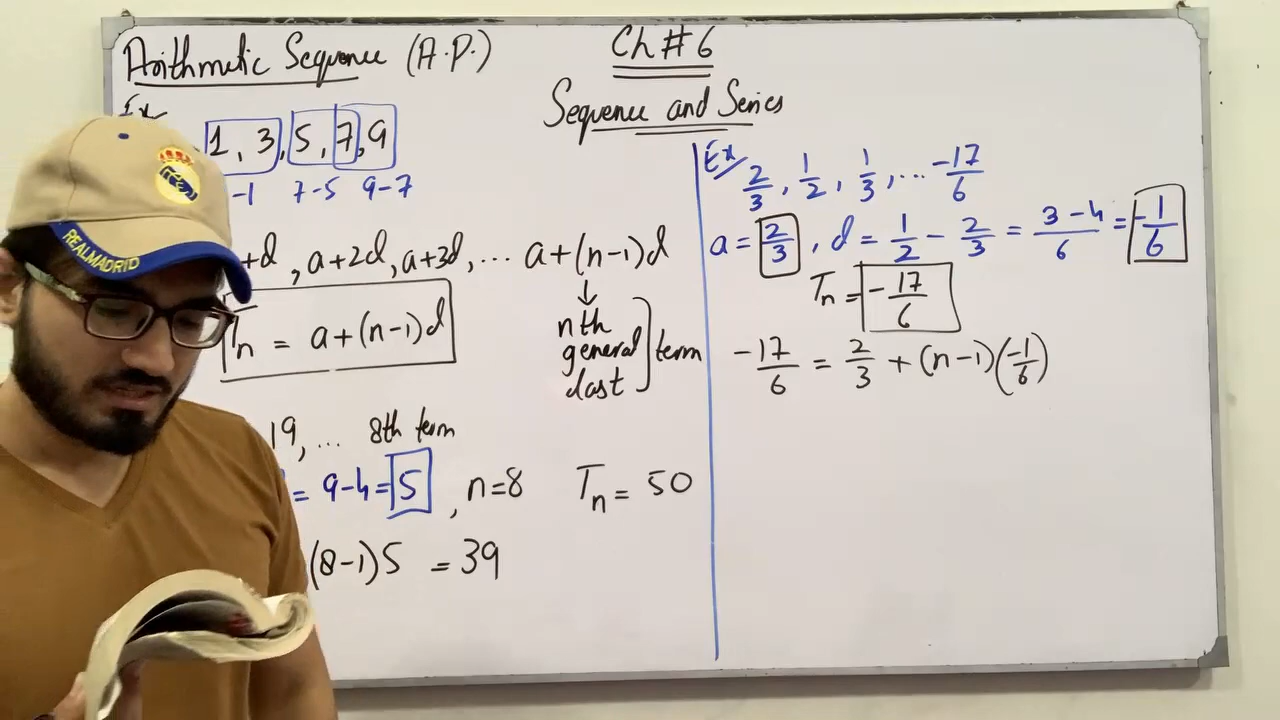 Arithmetic Sequence (A.P.)
Ch # 6
Sequence and Series
Ex
1, 3, 5, 7, 9
-1 7-5 9-7
+d, a+2d, a+3d, ... a+(n-1)d
Tn = a+(n-1)d
nth
general
last
term
19, ... 8th term
= 9-4 = 5, n=8 Tn = 50
(8-1)5 = 39
Ex 2/3, 1/2, 1/3, ... -17/6
a = 2/3, d = 1/2 - 2/3 = 3-4/6 = -1/6
Tn = -17/6
-17/6 = 2/3 + (n-1)(-1/6)
REALMADRID